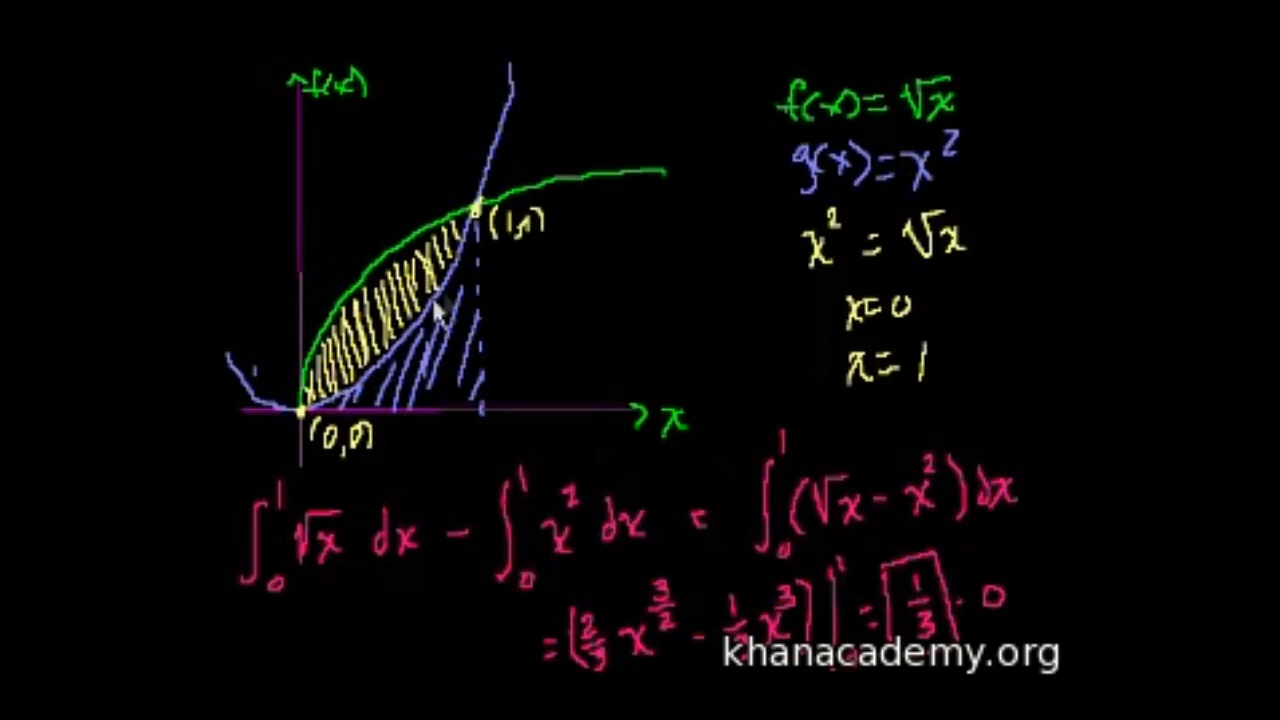 f(x)
f(x) = √x
g(x) = x²
(1,1)
x² = √x
x = 0
x = 1
x
(0,0)
∫₀¹ √x dx - ∫₀¹ x² dx = ∫₀¹ (√x - x²) dx
= (2/3 x^(3/2) - 1/3 x³) |₀¹ = 1/3 - 0
khanacademy.org